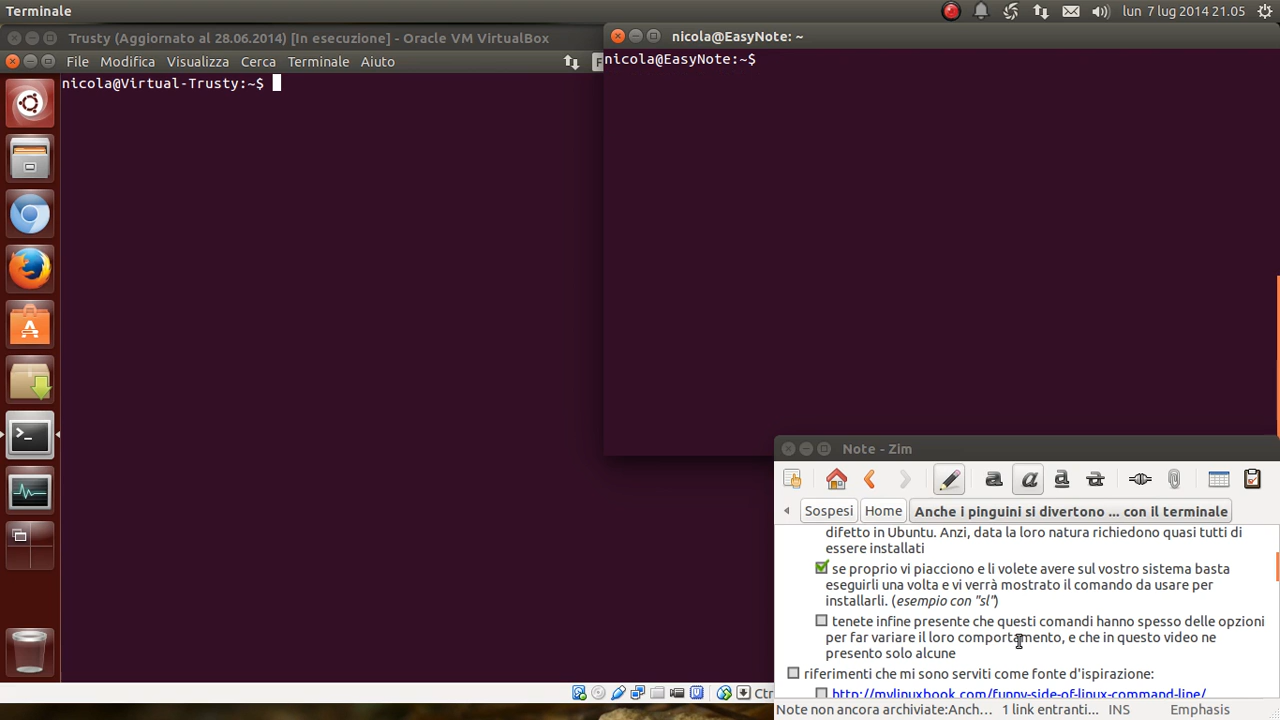 Terminale
lun 7 lug 2014 21.05
Trusty (Aggiornato al 28.06.2014) [In esecuzione] - Oracle VM VirtualBox
File Modifica Visualizza Cerca Terminale Aiuto
nicola@Virtual-Trusty:~$
nicola@EasyNote: ~
nicola@EasyNote:~$
Note - Zim
Sospesi Home Anche i pinguini si divertono ... con il terminale
difetto in Ubuntu. Anzi, data la loro natura richiedono quasi tutti di
essere installati
se proprio vi piacciono e li volete avere sul vostro sistema basta
eseguirli una volta e vi verrà mostrato il comando da usare per
installarli. (esempio con "sl")
tenete infine presente che questi comandi hanno spesso delle opzioni
per far variare il loro comportamento, e che in questo video ne
presento solo alcune
riferimenti che mi sono serviti come fonte d'ispirazione:
http://mylinuxbook.com/funny-side-of-linux-command-line/
Note non ancora archiviate:Anch... 1 link entranti... INS Emphasis
Ctr